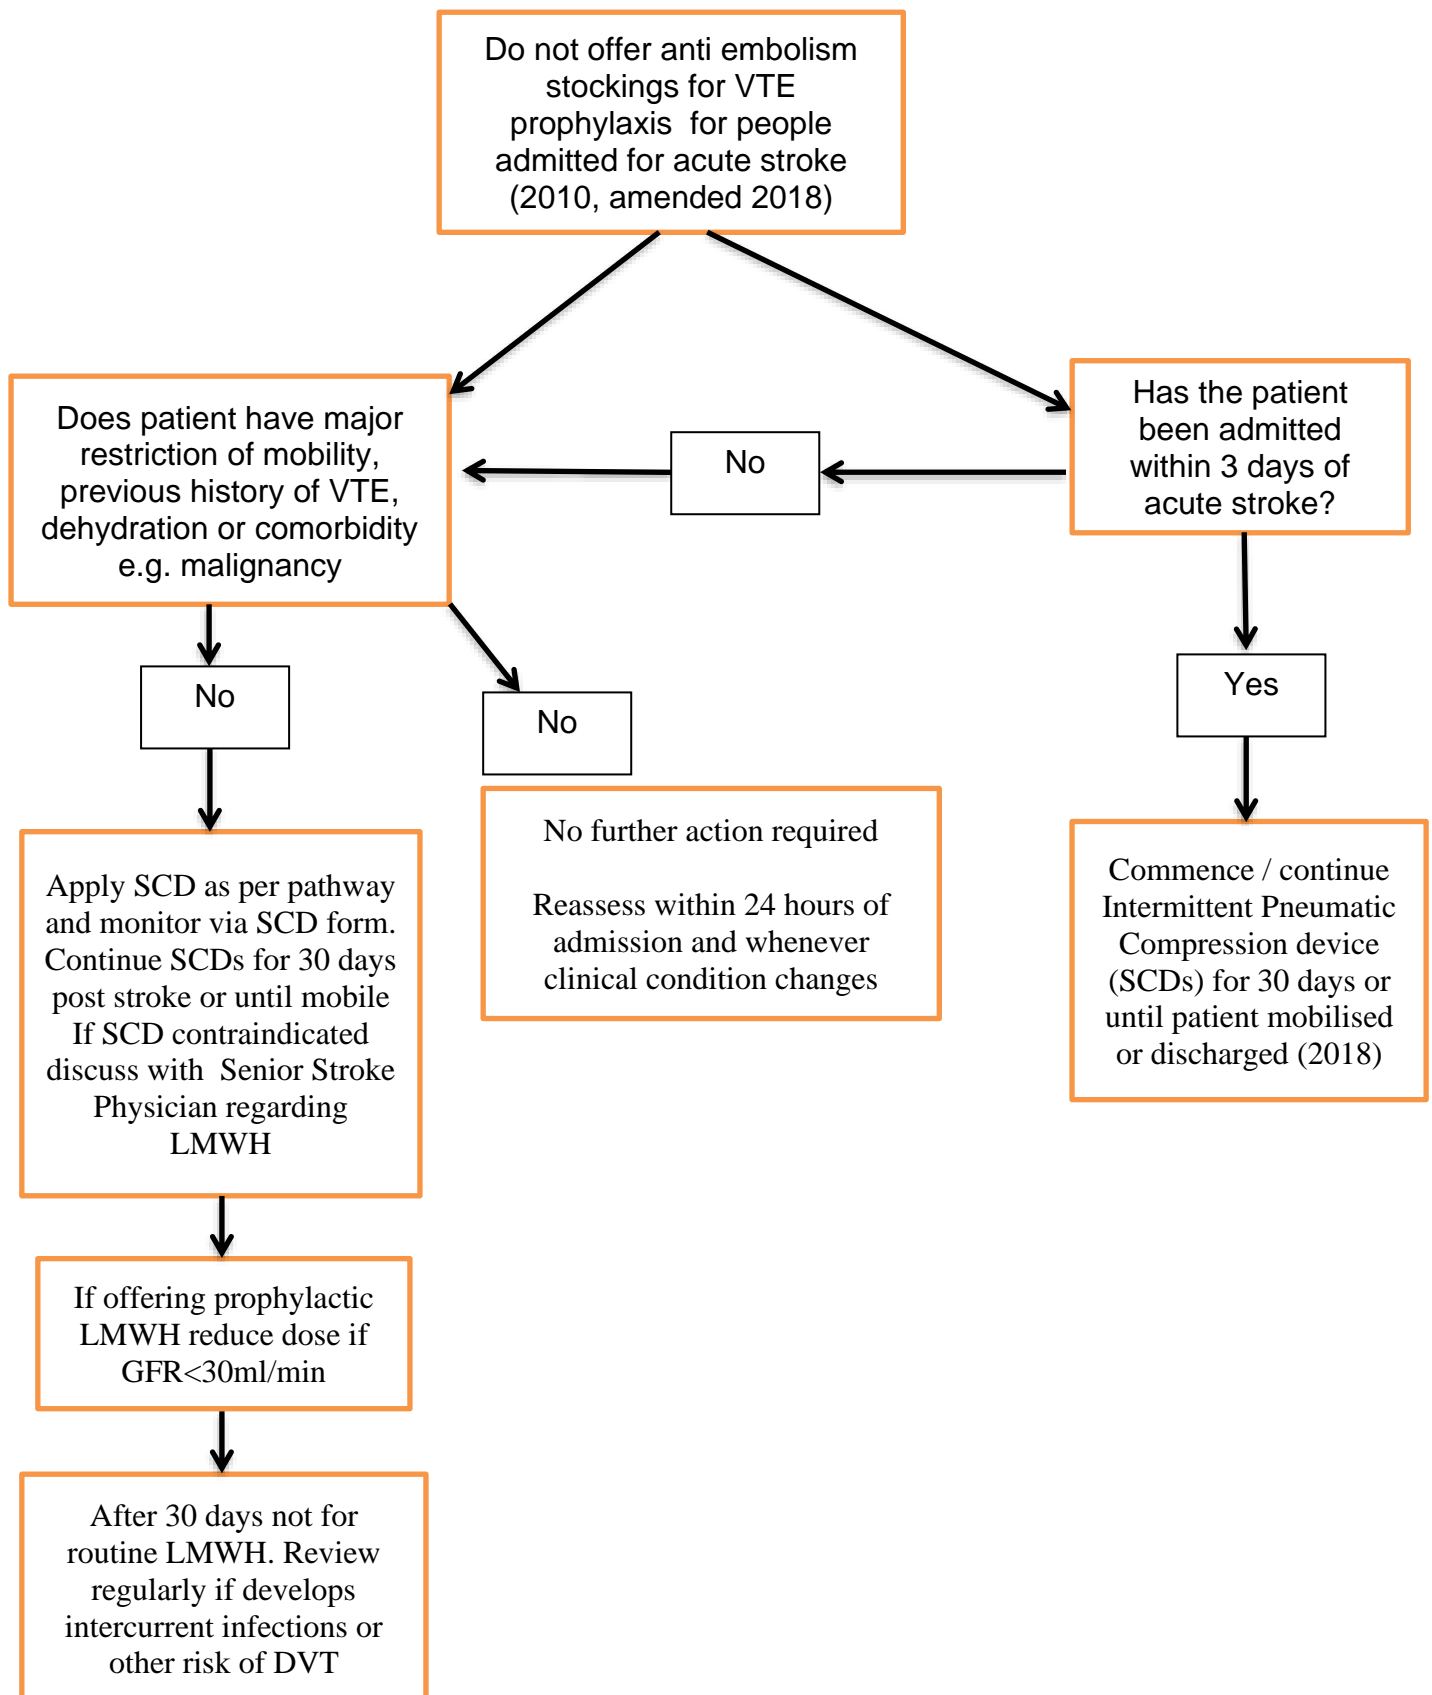 Do not offer anti embolism
stockings for VTE
prophylaxis for people
admitted for acute stroke
(2010, amended 2018)
Does patient have major
restriction of mobility,
previous history of VTE,
dehydration or comorbidity
e.g. malignancy
No
Has the patient
been admitted
within 3 days of
acute stroke?
No
No
Yes
Apply SCD as per pathway
and monitor via SCD form.
Continue SCDs for 30 days
post stroke or until mobile
If SCD contraindicated
discuss with Senior Stroke
Physician regarding
LMWH
No further action required
Reassess within 24 hours of
admission and whenever
clinical condition changes
Commence / continue
Intermittent Pneumatic
Compression device
(SCDs) for 30 days or
until patient mobilised
or discharged (2018)
If offering prophylactic
LMWH reduce dose if
GFR<30ml/min
After 30 days not for
routine LMWH. Review
regularly if develops
intercurrent infections or
other risk of DVT